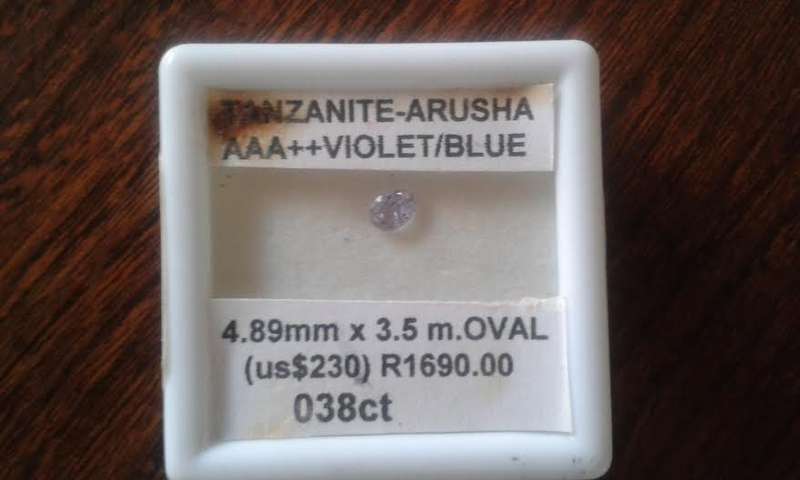 TANZANITE-ARUSHA
AAA++VIOLET/BLUE
4.89mm x 3.5 m.OVAL
(us$230) R1690.00
038ct